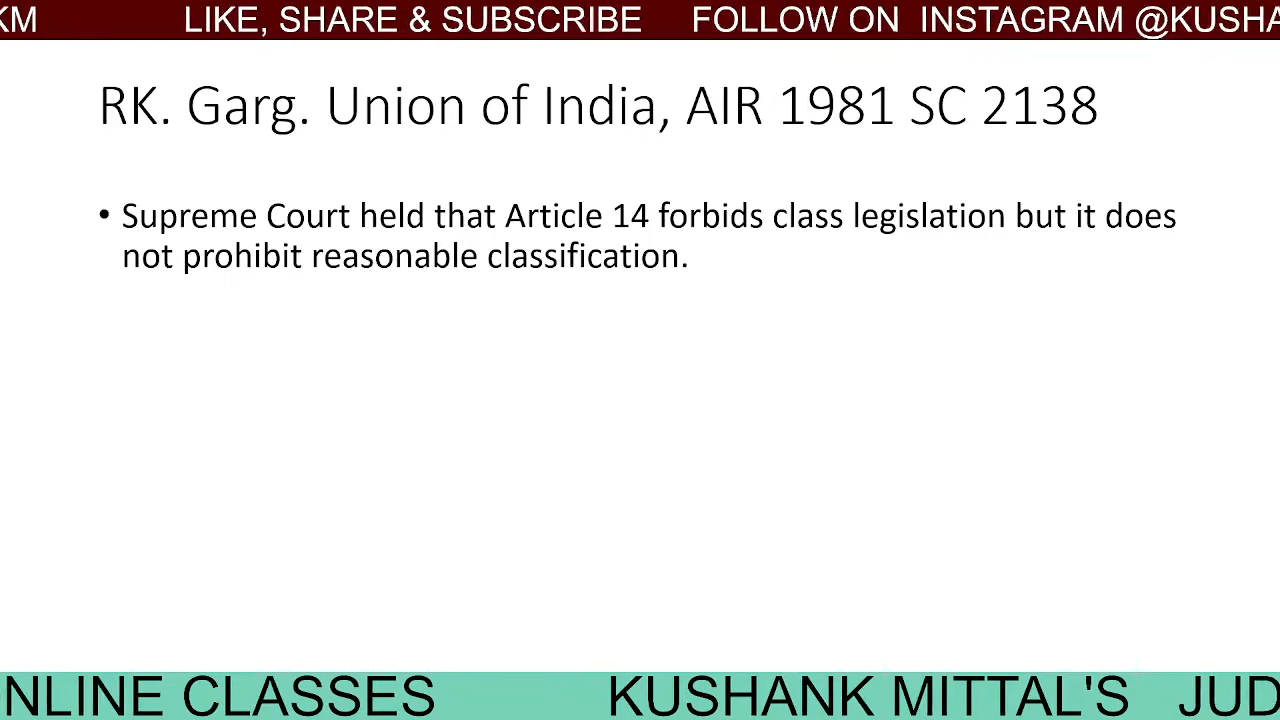 KM LIKE, SHARE & SUBSCRIBE FOLLOW ON INSTAGRAM @KUSHA
RK. Garg. Union of India, AIR 1981 SC 2138
• Supreme Court held that Article 14 forbids class legislation but it does
not prohibit reasonable classification.
NLINE CLASSES KUSHANK MITTAL'S JUD